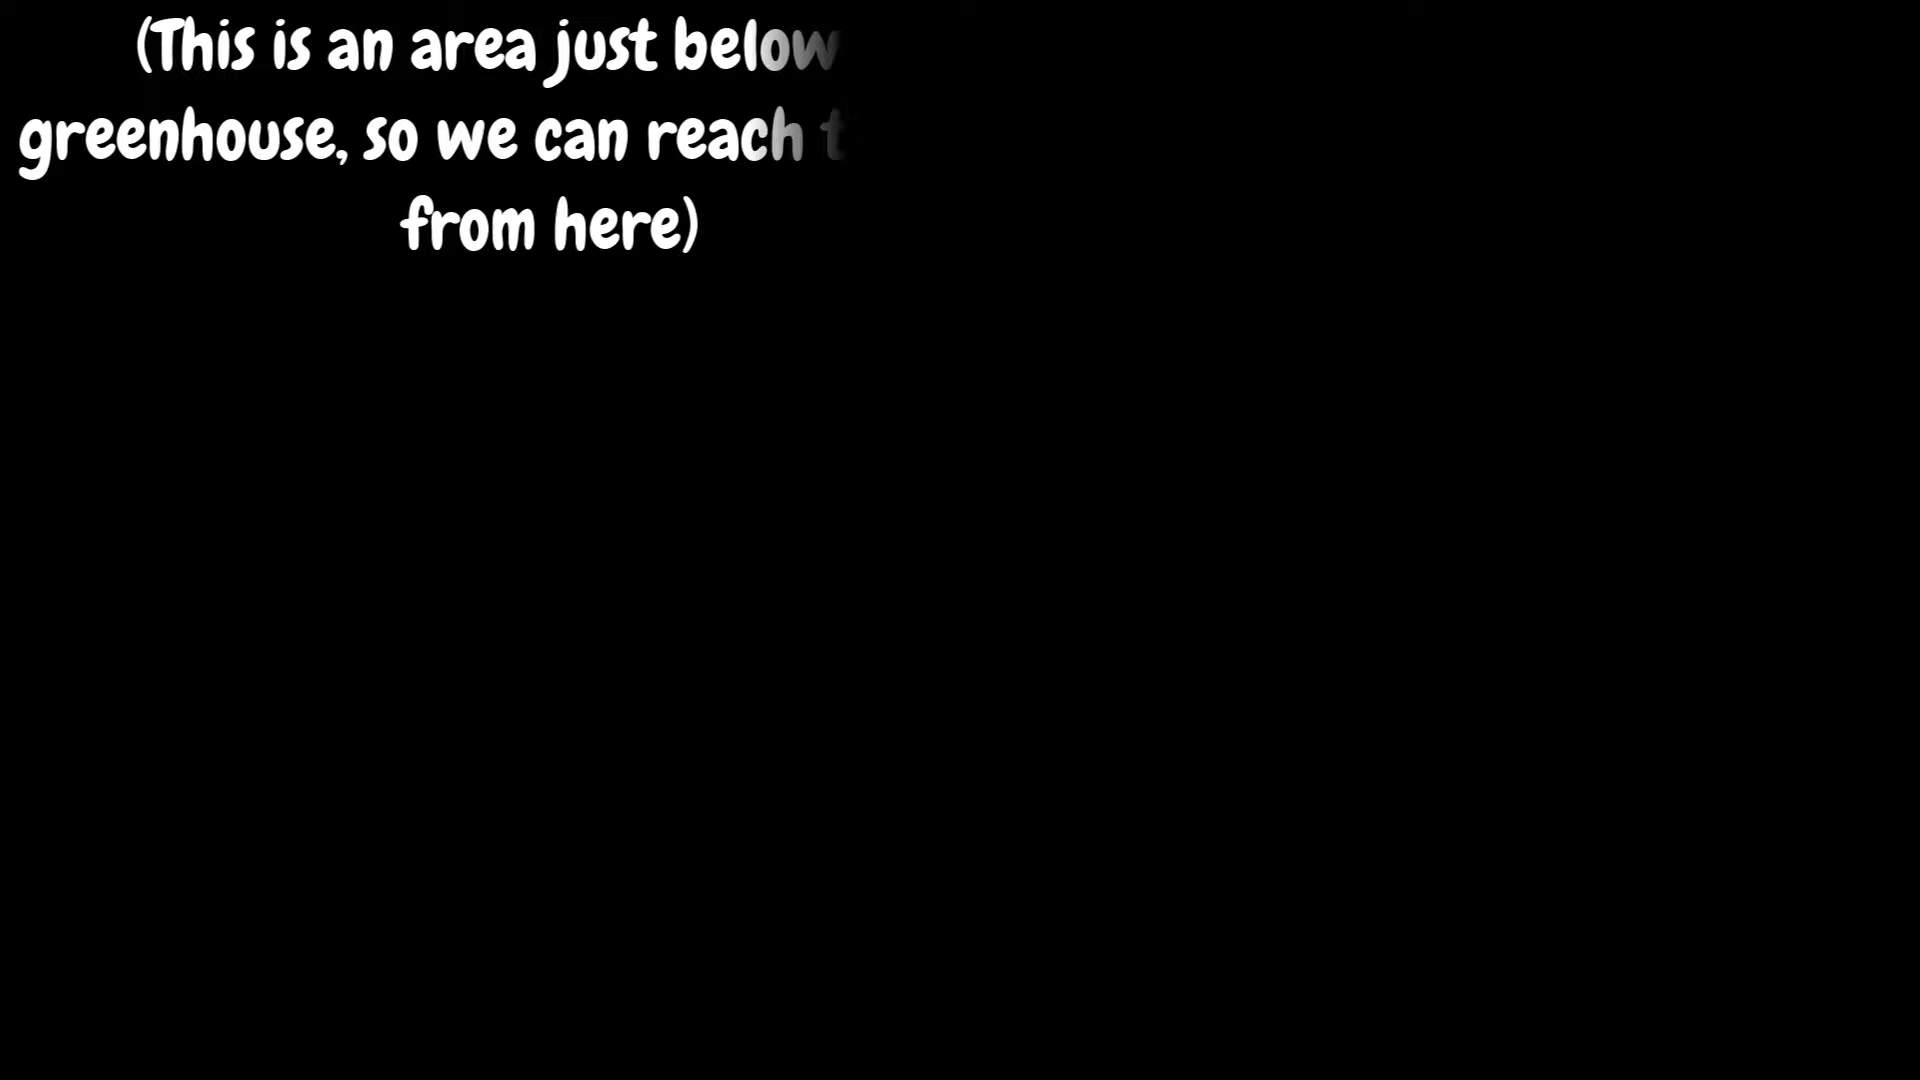 (This is an area just below
greenhouse, so we can reach
from here)